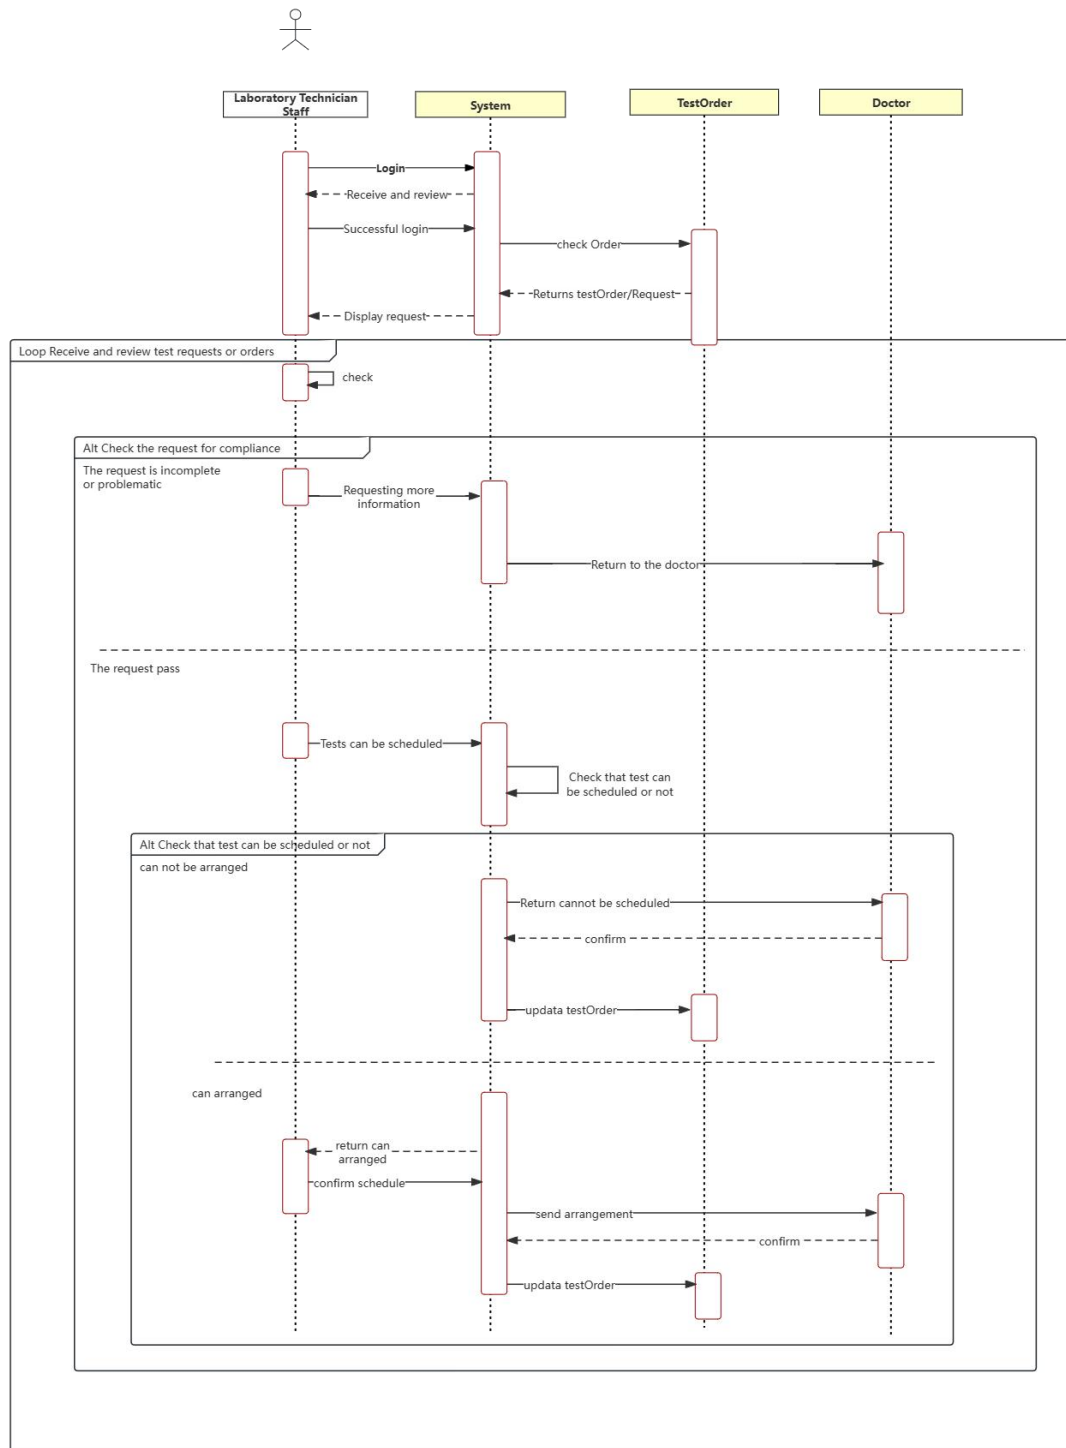 Laboratory Technician
Staff
System
TestOrder
Doctor
Login
Receive and review
Successful login
check Order
Returns testOrder/Request
Display request
Loop Receive and review test requests or orders
check
Alt Check the request for compliance
The request is incomplete
or problematic
Requesting more
information
Return to the doctor
The request pass
Tests can be scheduled
Check that test can
be scheduled or not
Alt Check that test can be scheduled or not
can not be arranged
Return cannot be scheduled
confirm
updata testOrder
can arranged
return can
arranged
confirm schedule
send arrangement
confirm
updata testOrder